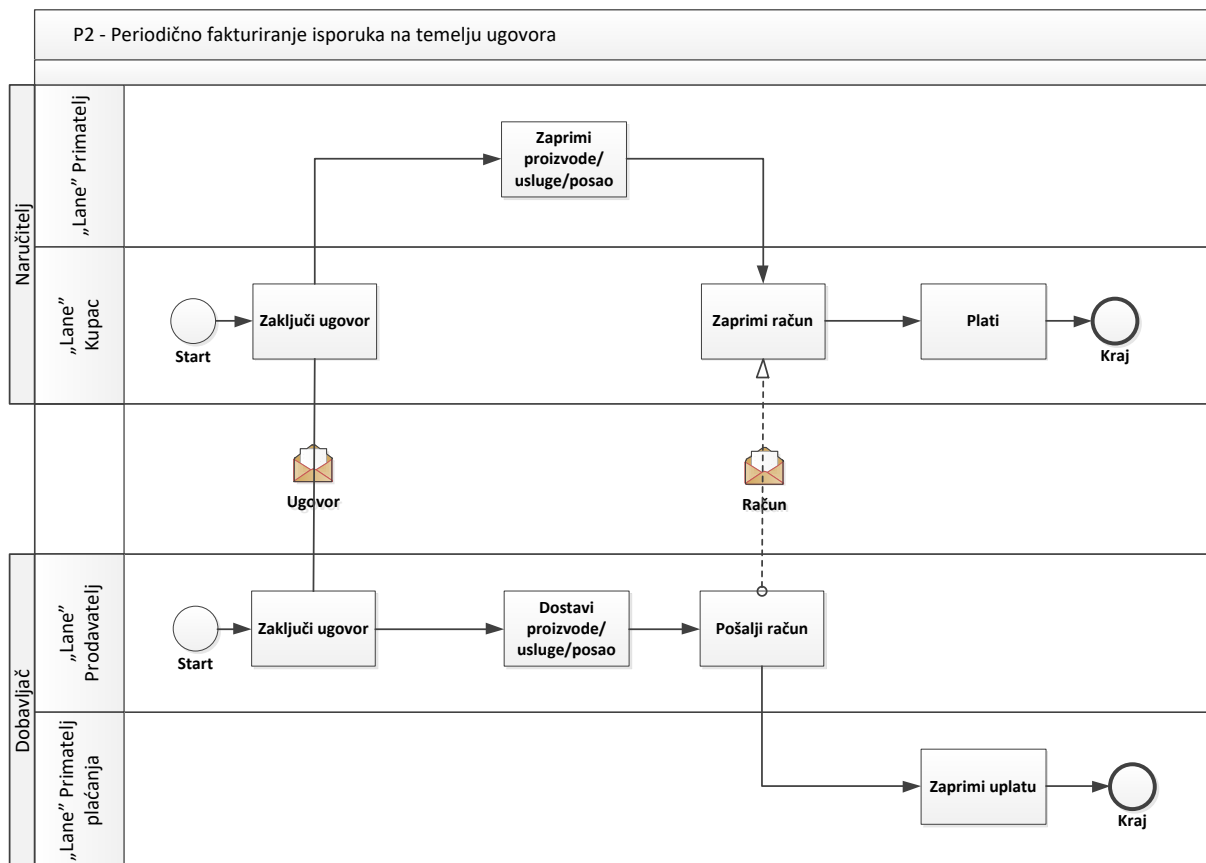 P2 - Periodično fakturiranje isporuka na temelju ugovora
Naručitelj
„Lane” Primatelj
Zaprimi
proizvode/
usluge/posao
„Lane”
Kupac
Start
Zaključi ugovor
Zaprimi račun
Plati
Kraj
Ugovor
Račun
Dobavljač
„Lane”
Prodavatelj
Start
Zaključi ugovor
Dostavi
proizvode/
usluge/posao
Pošalji račun
„Lane” Primatelj
plaćanja
Zaprimi uplatu
Kraj